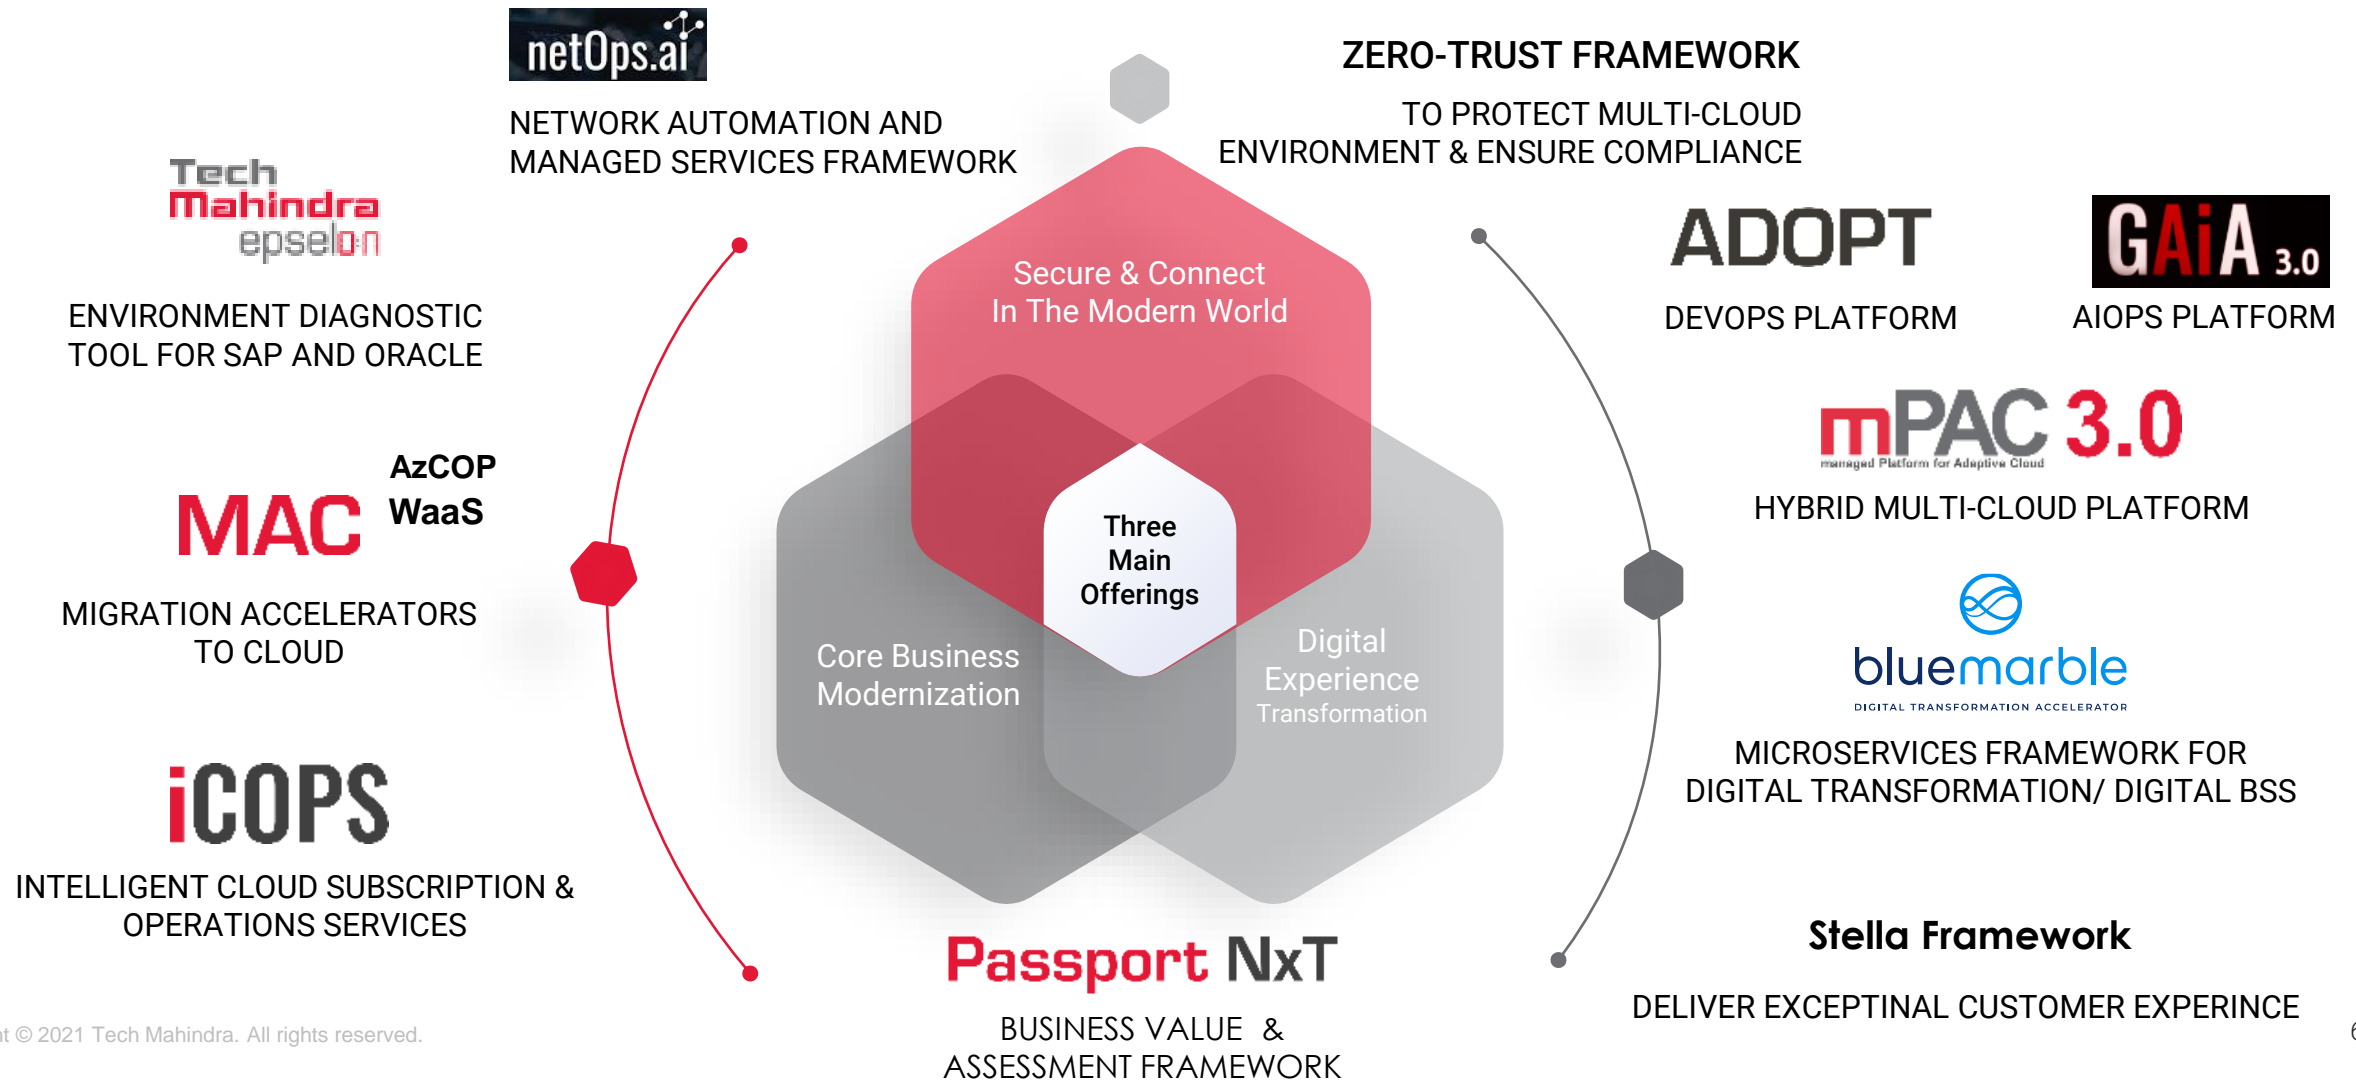 netOps.ai
NETWORK AUTOMATION AND
MANAGED SERVICES FRAMEWORK
ZERO-TRUST FRAMEWORK
TO PROTECT MULTI-CLOUD
ENVIRONMENT & ENSURE COMPLIANCE
Tech
Mahindra
epselon
ENVIRONMENT DIAGNOSTIC
TOOL FOR SAP AND ORACLE
AzCOP
WaaS
MAC
MIGRATION ACCELERATORS
TO CLOUD
iCOPS
INTELLIGENT CLOUD SUBSCRIPTION &
OPERATIONS SERVICES
Secure & Connect
In The Modern World
Three
Main
Offerings
Core Business
Modernization
Digital
Experience
Transformation
Passport NxT
BUSINESS VALUE &
ASSESSMENT FRAMEWORK
ADOPT
DEVOPS PLATFORM
GAiA 3.0
AIOPS PLATFORM
mPAC 3.0
managed Platform for Adaptive Cloud
HYBRID MULTI-CLOUD PLATFORM
bluemarble
DIGITAL TRANSFORMATION ACCELERATOR
MICROSERVICES FRAMEWORK FOR
DIGITAL TRANSFORMATION/ DIGITAL BSS
Stella Framework
DELIVER EXCEPTINAL CUSTOMER EXPERINCE
© 2021 Tech Mahindra. All rights reserved.